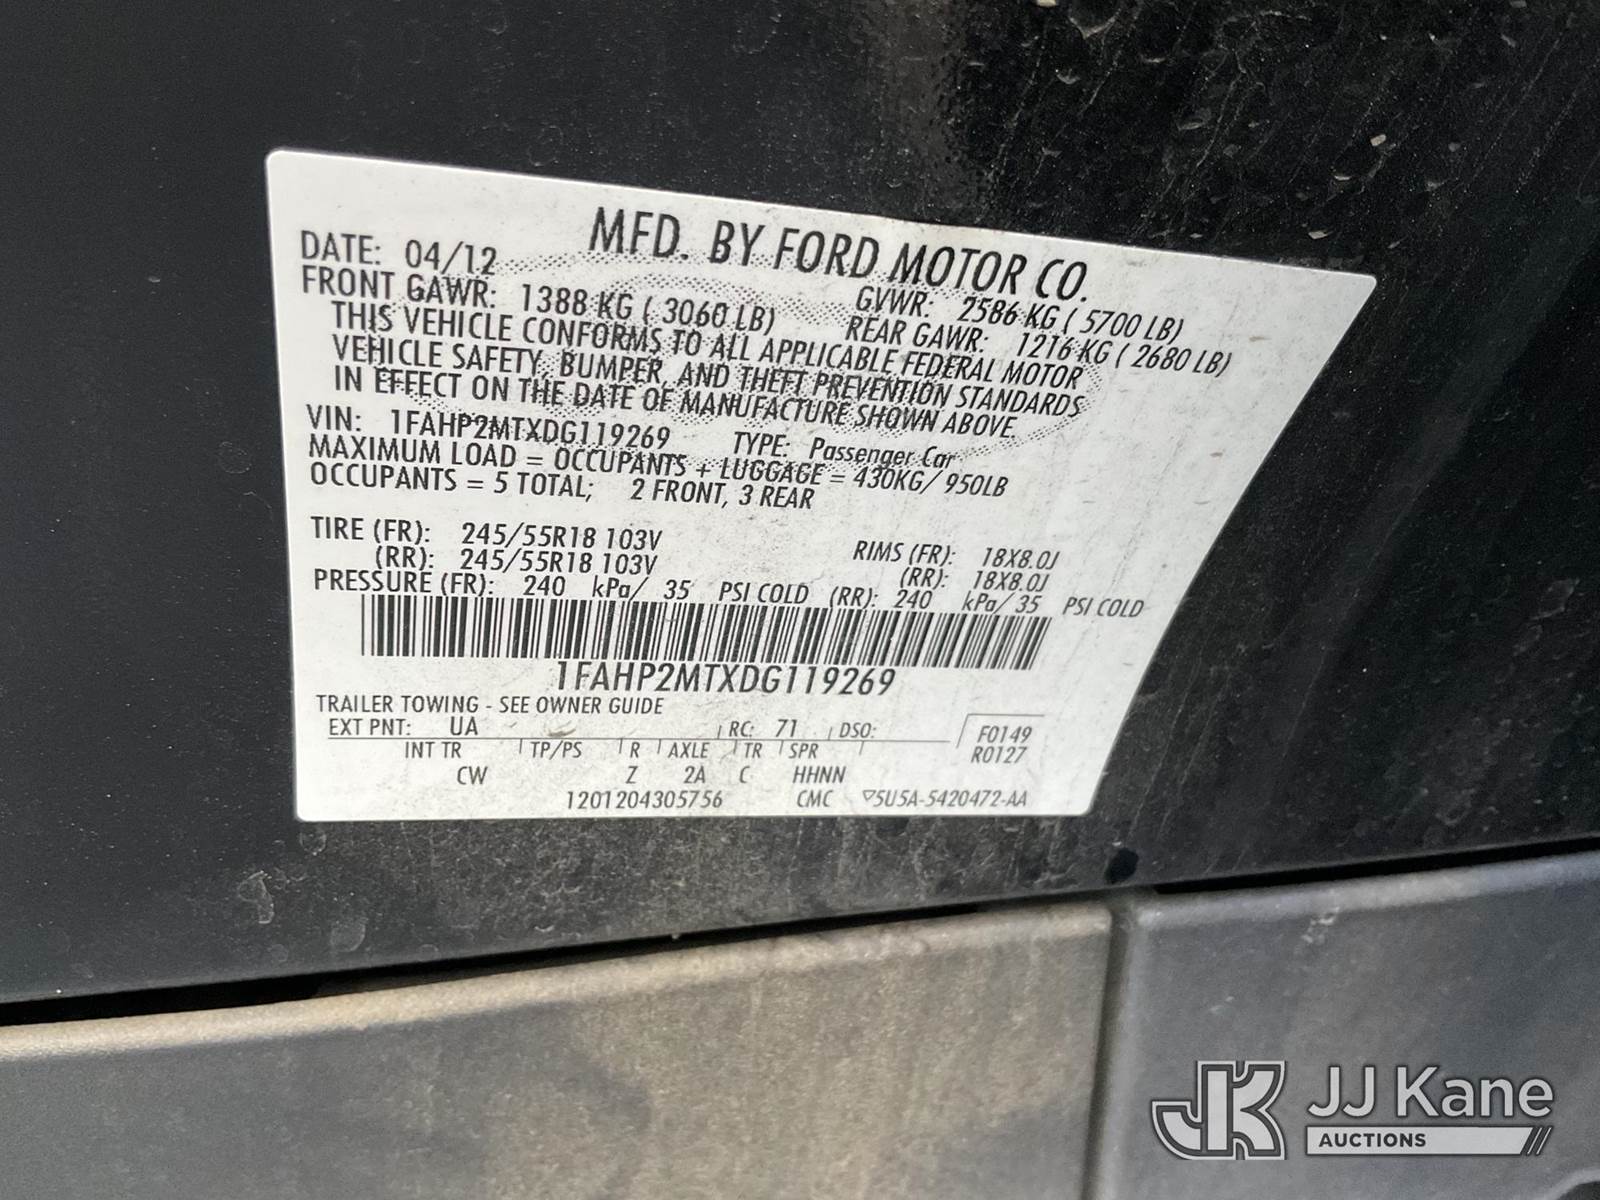 MFD. BY FORD MOTOR CO.
DATE: 04/12 GVWR: 2586 KG ( 5700 LB)
FRONT GAWR: 1388 KG ( 3060 LB) REAR GAWR: 1216 KG ( 2680 LB)
THIS VEHICLE CONFORMS TO ALL APPLICABLE FEDERAL MOTOR
VEHICLE SAFETY, BUMPER, AND THEFT PREVENTION STANDARDS
IN EFFECT ON THE DATE OF MANUFACTURE SHOWN ABOVE.
VIN: 1FAHP2MTXDG119269 TYPE: Passenger Car
MAXIMUM LOAD = OCCUPANTS + LUGGAGE = 430KG/ 950LB
OCCUPANTS = 5 TOTAL; 2 FRONT, 3 REAR
TIRE (FR): 245/55R18 103V RIMS (FR): 18X8.0J
(RR): 245/55R18 103V (RR): 18X8.0J
PRESSURE (FR): 240 kPa/ 35 PSI COLD (RR): 240 kPa/ 35 PSI COLD
1FAHP2MTXDG119269
TRAILER TOWING - SEE OWNER GUIDE
EXT PNT: UA RC: 71 DSO: F0149
R0127
INT TR TP/PS R AXLE TR SPR
CW Z 2A C HHNN
1201204305756 CMC ▽5U5A-5420472-AA
JK JJ Kane
AUCTIONS